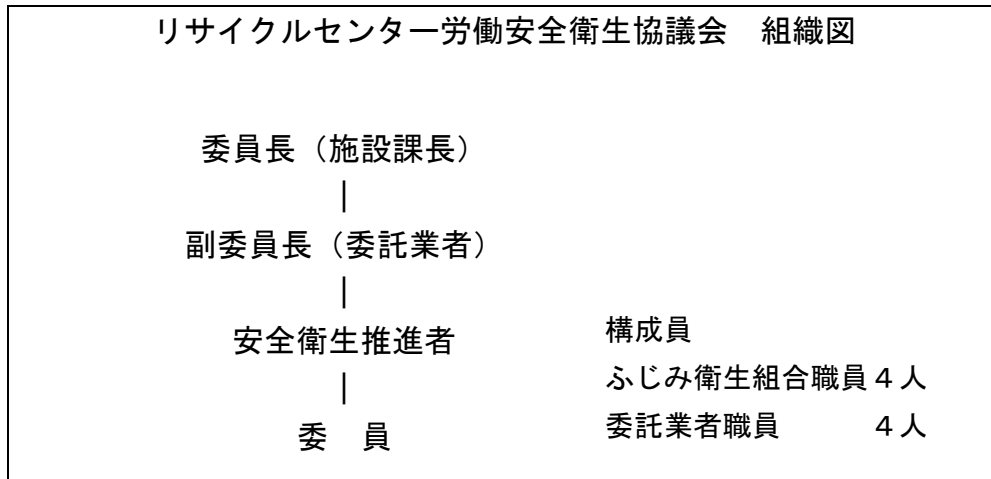 リサイクルセンター労働安全衛生協議会　組織図
委員長（施設課長）
｜
副委員長（委託業者）
｜
安全衛生推進者
｜
委　員
構成員
ふじみ衛生組合職員４人
委託業者職員　　　４人